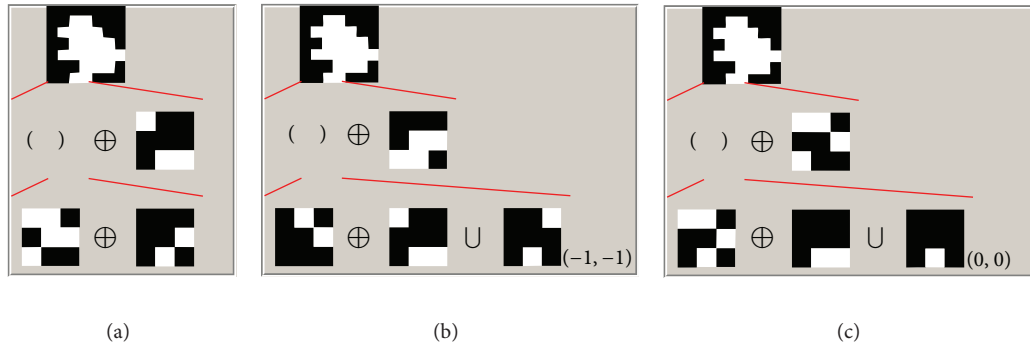 ( ) ⊕
( ) ⊕
( ) ⊕
⊕
⊕ ∪ (−1, −1)
⊕ ∪ (0, 0)
(a)
(b)
(c)